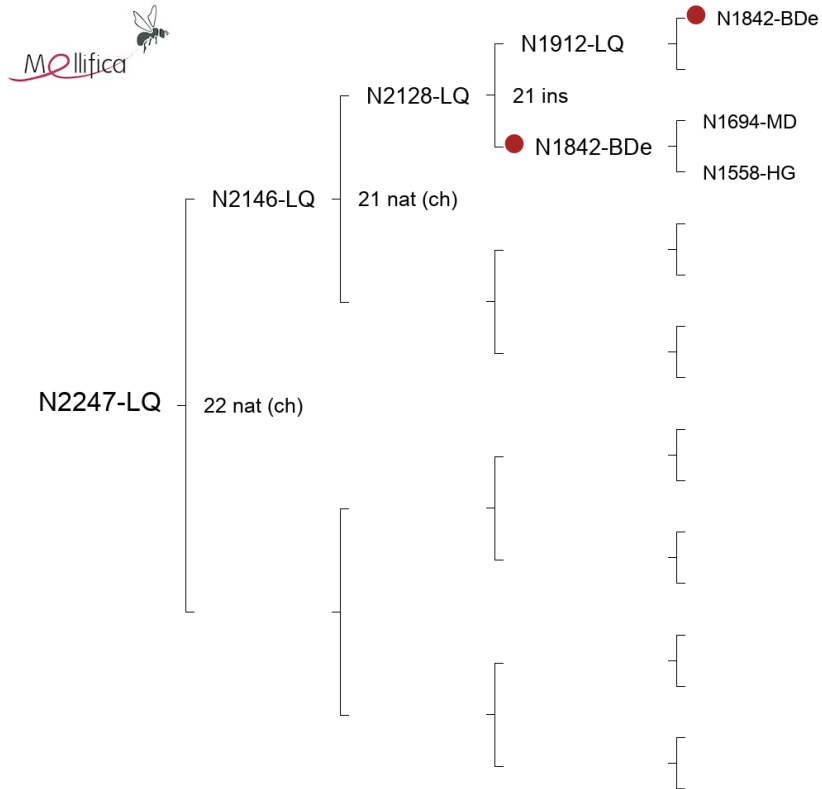 Mellifica
N1842-BDe
N1912-LQ
N2128-LQ
21 ins
N1694-MD
N1842-BDe
N1558-HG
N2146-LQ
21 nat (ch)
N2247-LQ
22 nat (ch)